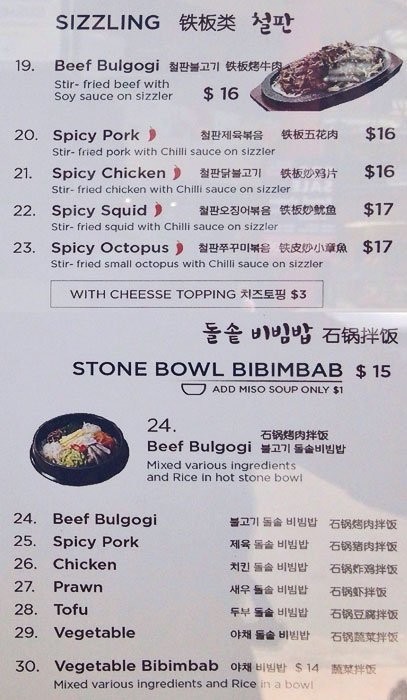 SIZZLING 铁板类 철판
19. Beef Bulgogi 철판불고기 铁板烤牛肉
Stir- fried beef with
Soy sauce on sizzler $ 16
20. Spicy Pork 철판제육볶음 铁板五花肉 $16
Stir- fried pork with Chilli sauce on sizzler
21. Spicy Chicken 철판닭불고기 铁板炒鸡片 $16
Stir- fried chicken with Chilli sauce on sizzler
22. Spicy Squid 철판오징어볶음 铁板炒鱿鱼 $17
Stir- fried squid with Chilli sauce on sizzler
23. Spicy Octopus 철판쭈꾸미볶음 铁皮炒小章魚 $17
Stir- fried small octopus with Chilli sauce on sizzler
WITH CHEESSE TOPPING 치즈토핑 $3
돌솥 비빔밥 石锅拌饭
STONE BOWL BIBIMBAB $ 15
ADD MISO SOUP ONLY $1
24. 石锅烤肉拌饭
Beef Bulgogi 불고기 돌솥비빔밥
Mixed various ingredients
and Rice in hot stone bowl
24. Beef Bulgogi 불고기 돌솥 비빔밥 石锅烤肉拌饭
25. Spicy Pork 제육 돌솥 비빔밥 石锅猪肉拌饭
26. Chicken 치킨 돌솥 비빔밥 石锅炸鸡拌饭
27. Prawn 새우 돌솥 비빔밥 石锅虾拌饭
28. Tofu 두부 돌솥 비빔밥 石锅豆腐拌饭
29. Vegetable 야채 돌솥 비빔밥 石锅蔬菜拌饭
30. Vegetable Bibimbab 야채 비빔밥 $ 14 蔬菜拌饭
Mixed various ingredients and Rice in a bowl